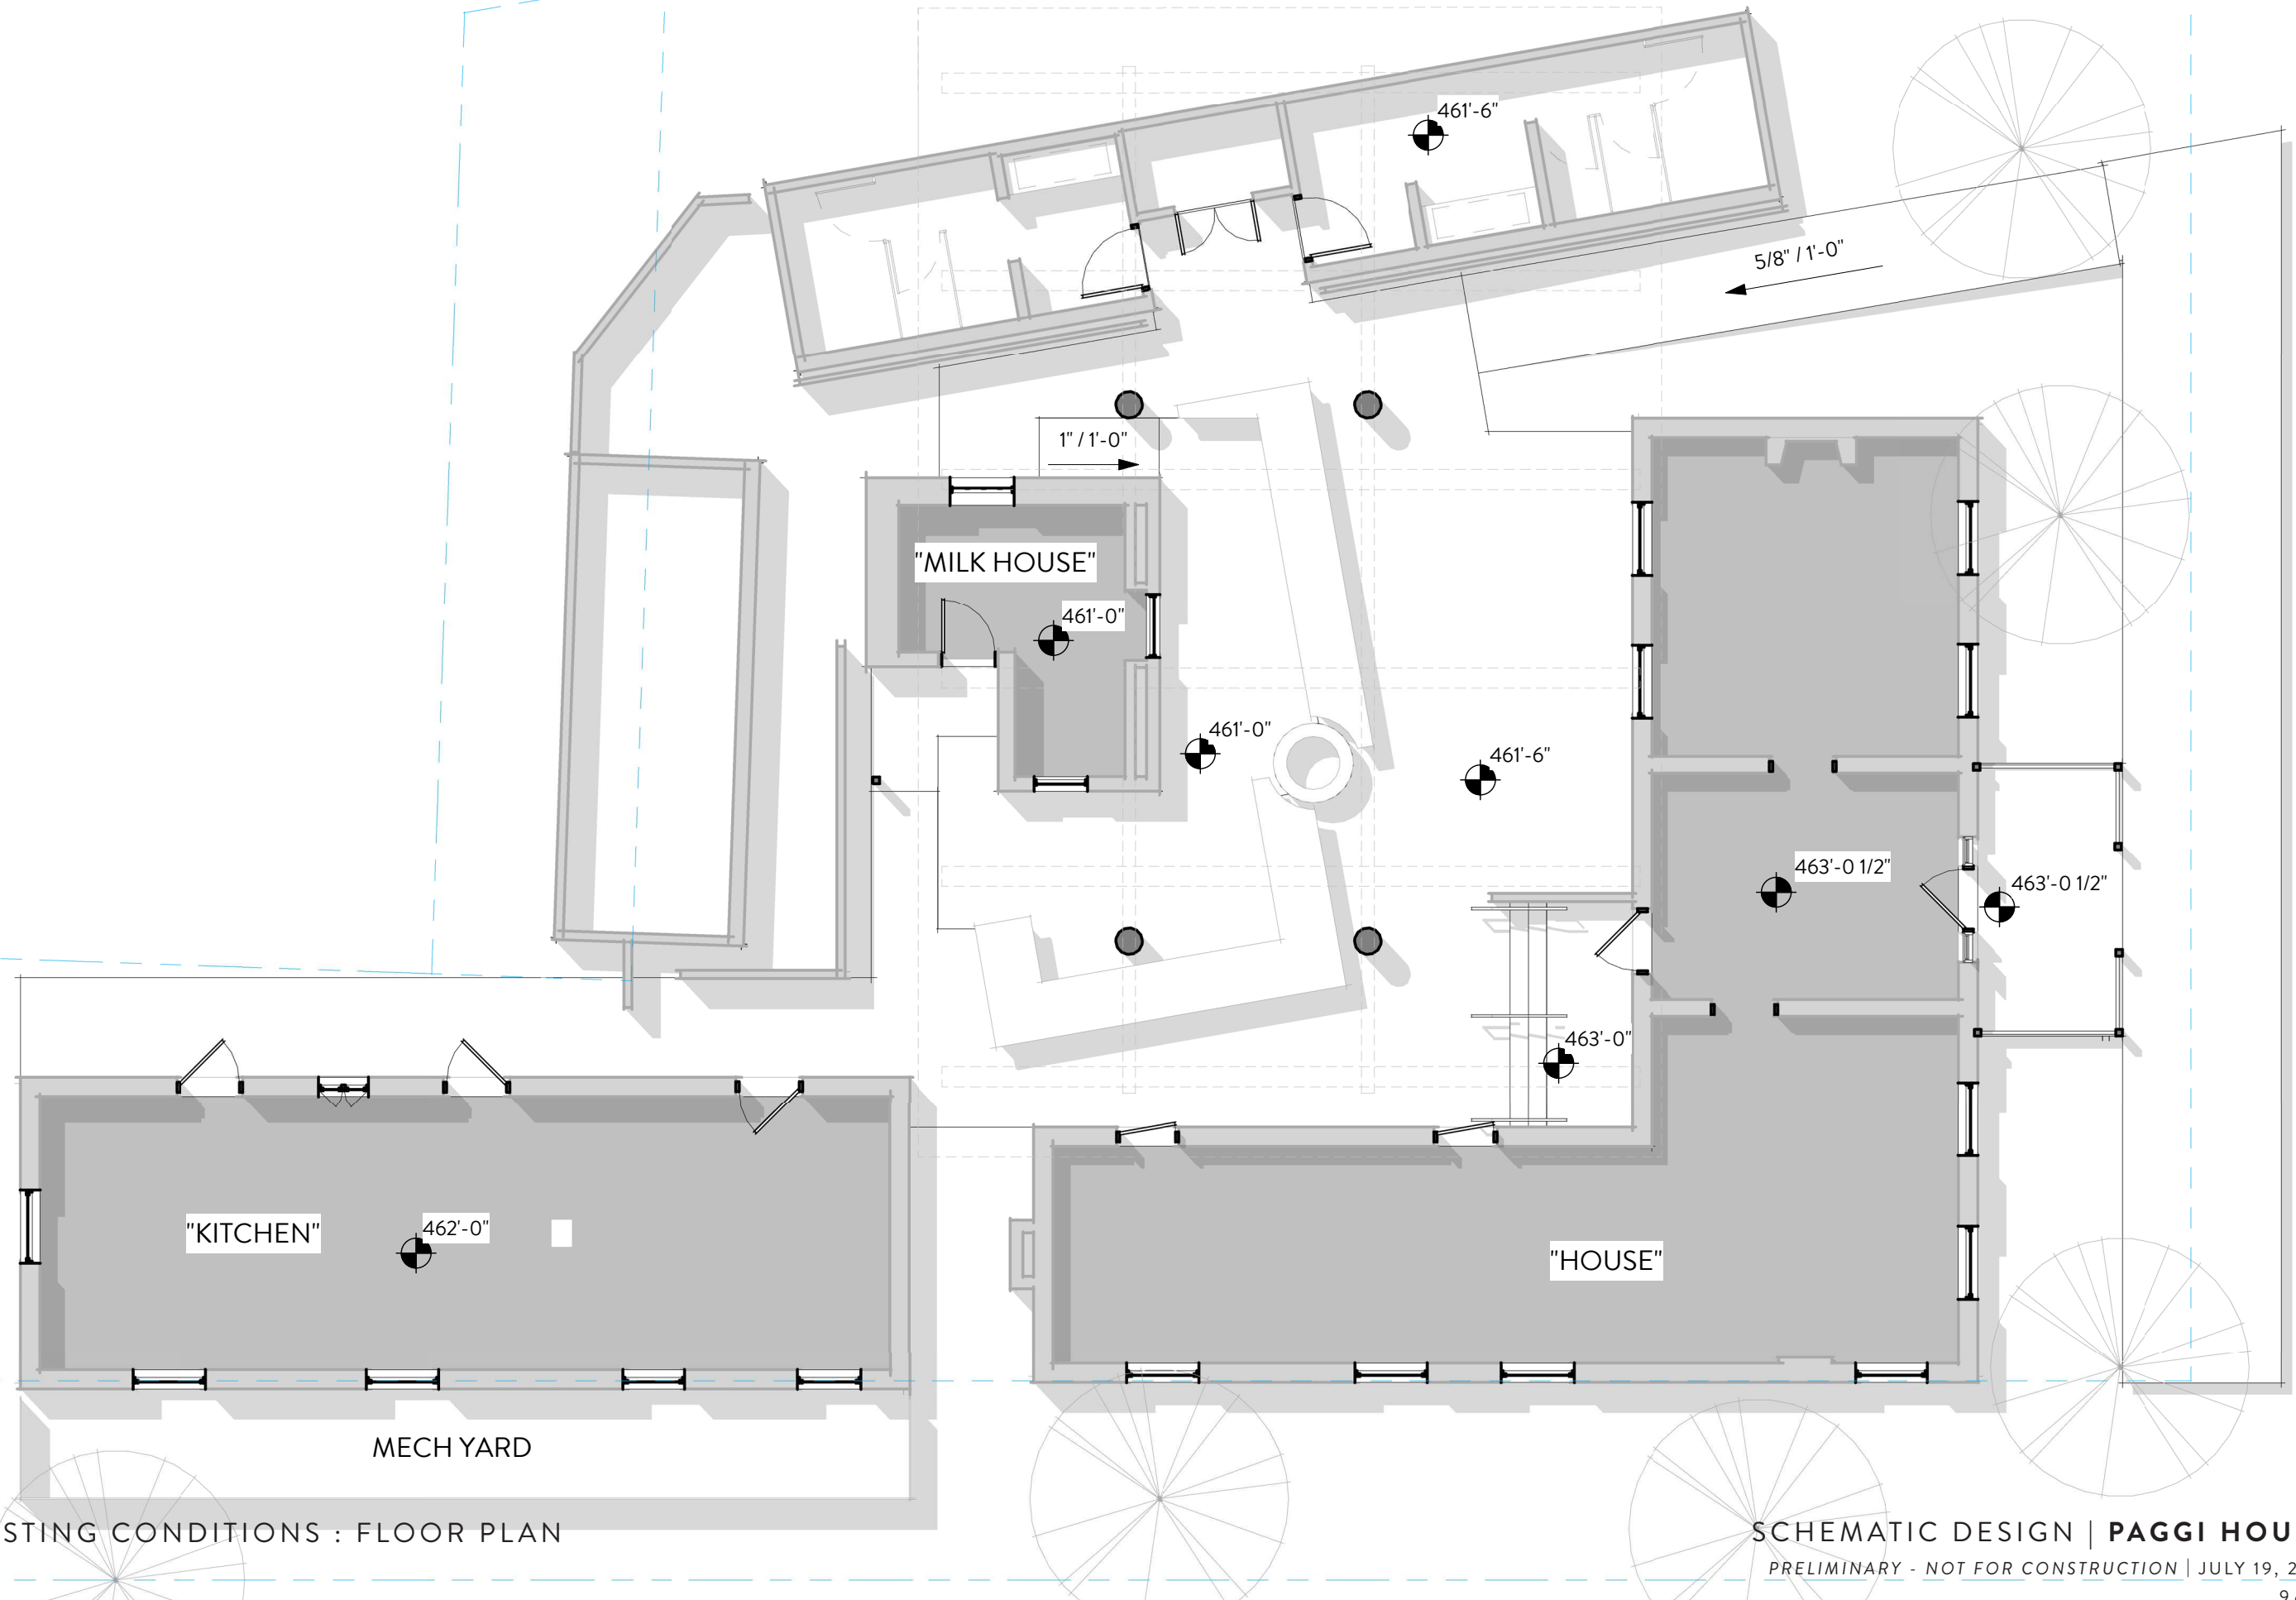 461'-6"
5/8" / 1'-0"
1" / 1'-0"
"MILK HOUSE"
461'-0"
461'-0"
461'-6"
463'-0 1/2"
463'-0 1/2"
463'-0"
"KITCHEN"
462'-0"
"HOUSE"
MECH YARD
STING CONDITIONS : FLOOR PLAN
SCHEMATIC DESIGN | PAGGI HOU
PRELIMINARY - NOT FOR CONSTRUCTION | JULY 19, 2